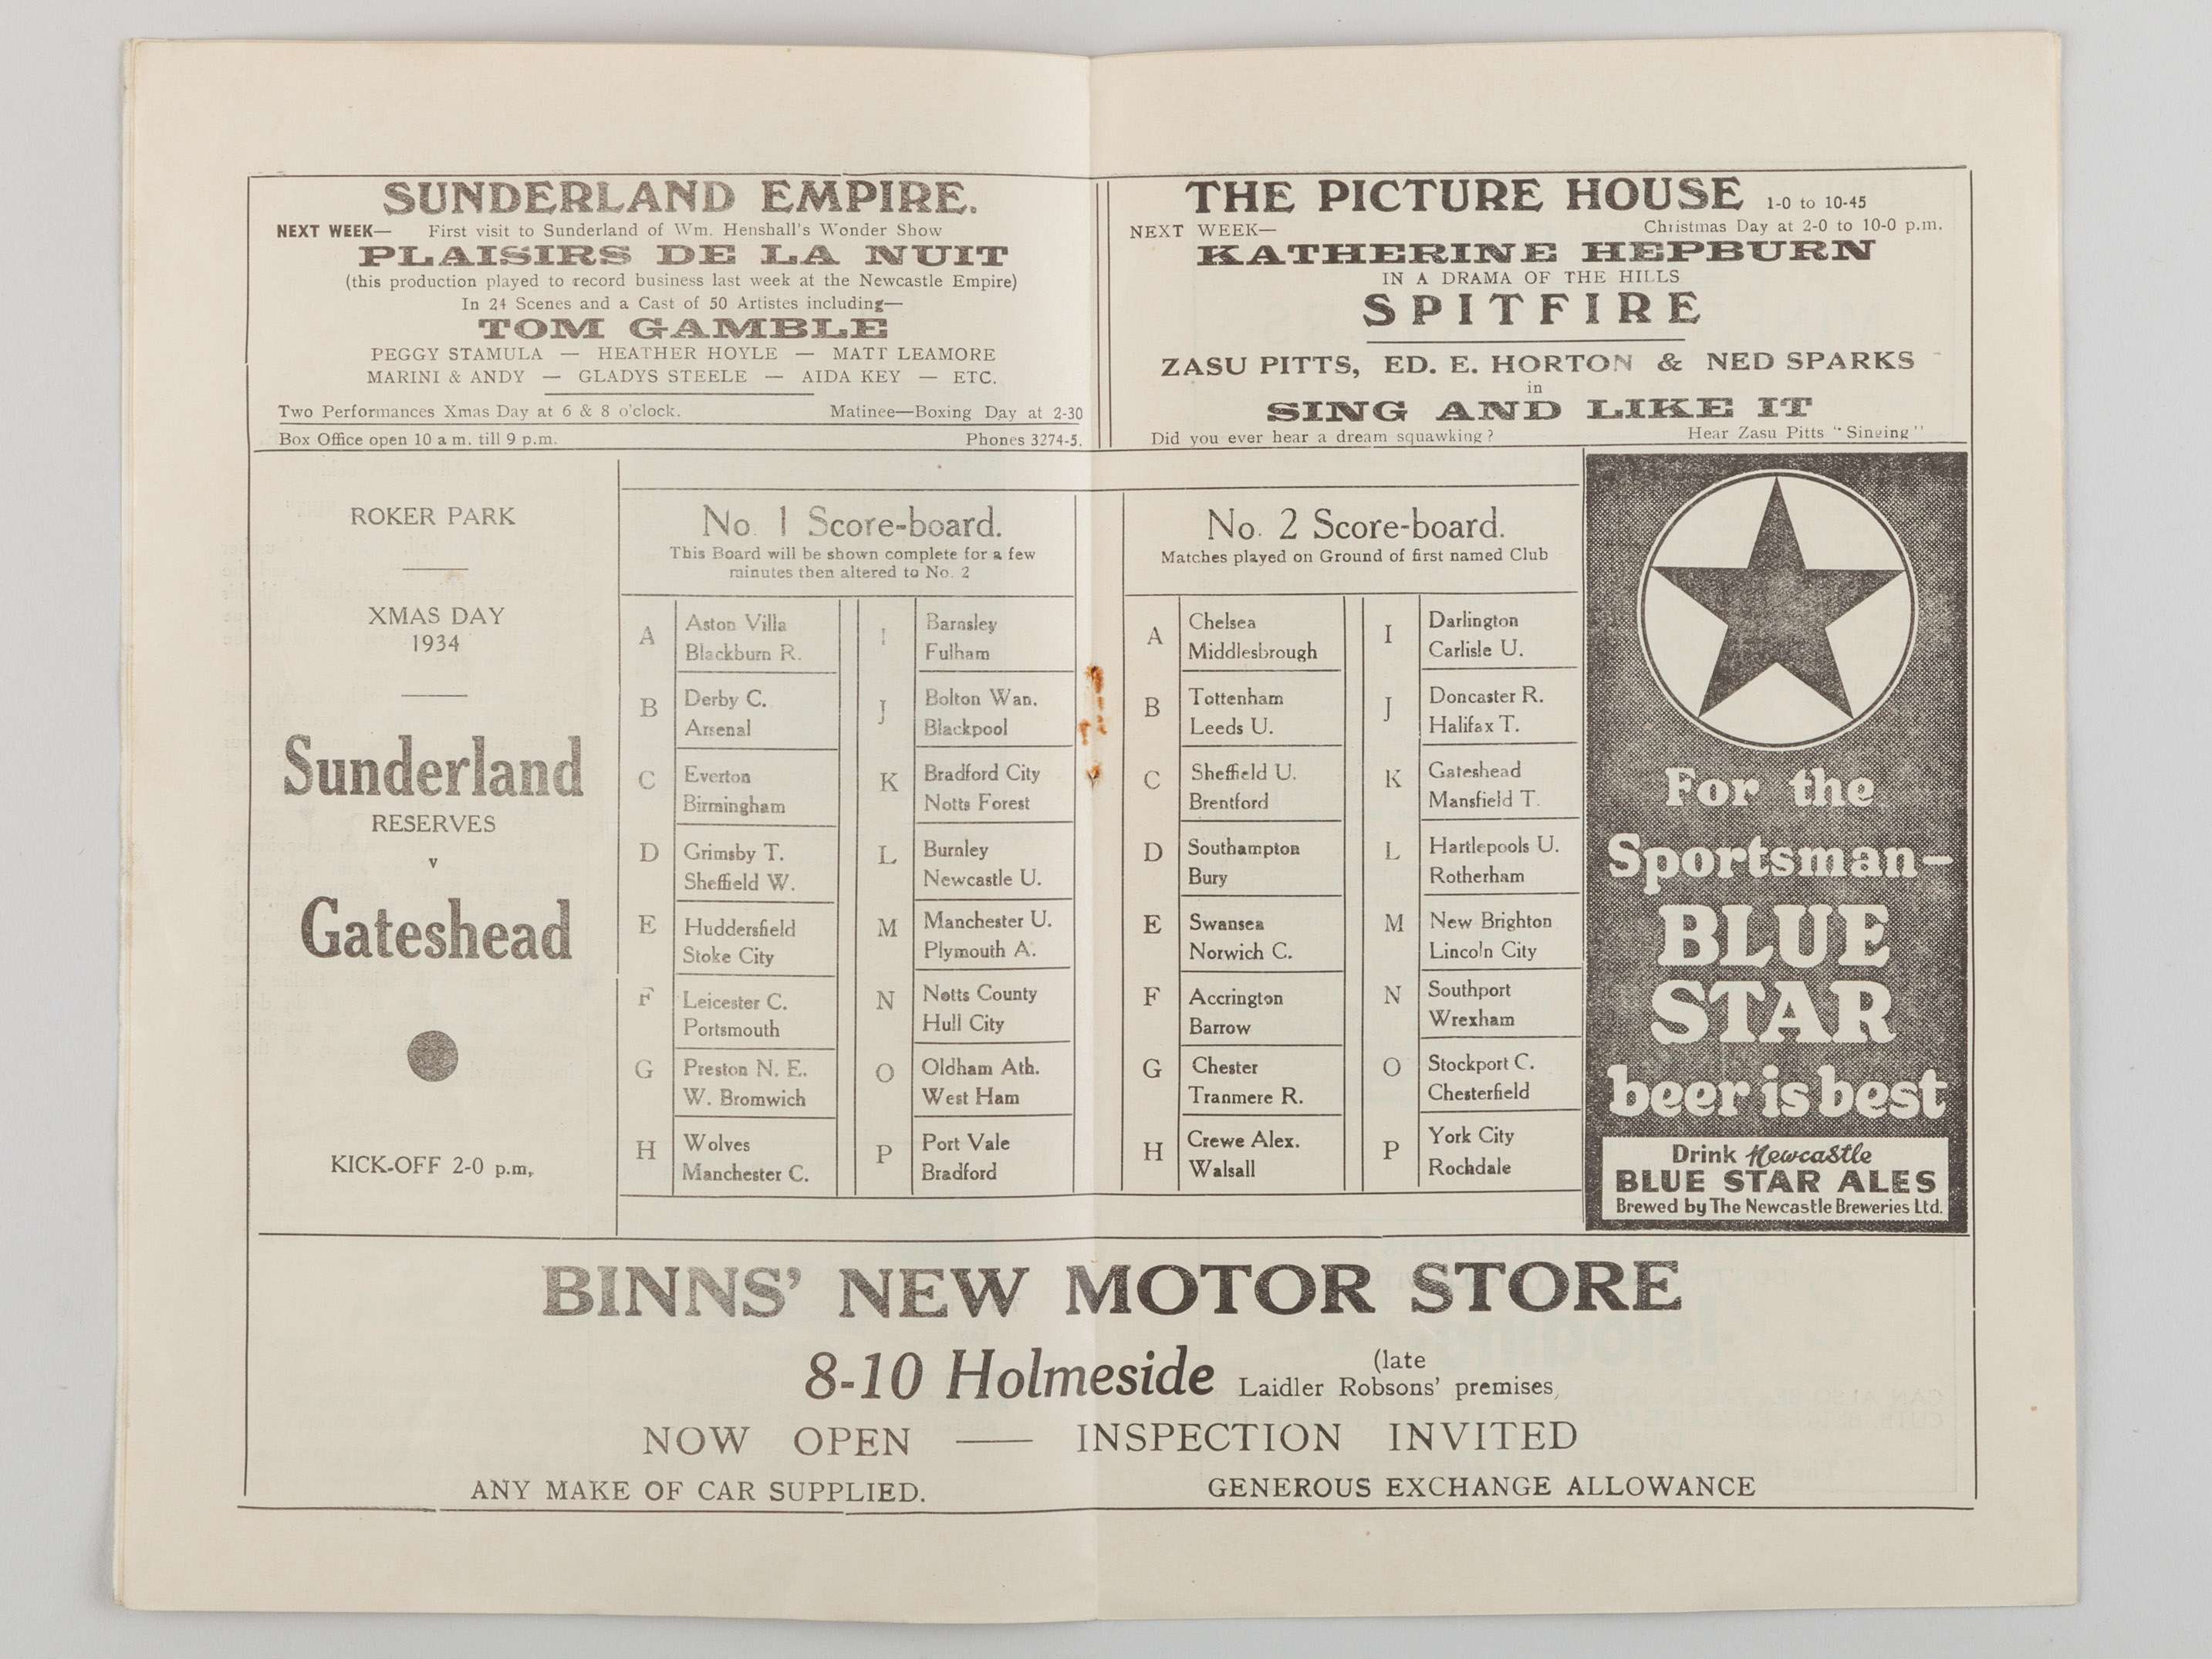 SUNDERLAND EMPIRE.
NEXT WEEK— First visit to Sunderland of Wm. Henshall's Wonder Show
PLAISIRS DE LA NUIT
(this production played to record business last week at the Newcastle Empire)
In 24 Scenes and a Cast of 50 Artistes including—
TOM GAMBLE
PEGGY STAMULA — HEATHER HOYLE — MATT LEAMORE
MARINI & ANDY — GLADYS STEELE — AIDA KEY — ETC.
Two Performances Xmas Day at 6 & 8 o'clock. Matinee—Boxing Day at 2-30
Box Office open 10 a m. till 9 p.m. Phones 3274-5.
THE PICTURE HOUSE 1-0 to 10-45
NEXT WEEK— Christmas Day at 2-0 to 10-0 p.m.
KATHERINE HEPBURN
IN A DRAMA OF THE HILLS
SPITFIRE
ZASU PITTS, ED. E. HORTON & NED SPARKS
in
SING AND LIKE IT
Did you ever hear a dream squawking? Hear Zasu Pitts "Singing"
ROKER PARK
XMAS DAY
1934
Sunderland
RESERVES
v
Gateshead
KICK-OFF 2-0 p.m,
No. 1 Score-board.
This Board will be shown complete for a few
minutes then altered to No. 2
A
Aston Villa
Blackburn R.
B
Derby C.
Arsenal
C
Everton
Birmingham
D
Grimsby T.
Sheffield W.
E
Huddersfield
Stoke City
F
Leicester C.
Portsmouth
G
Preston N. E.
W. Bromwich
H
Wolves
Manchester C.
I
Barnsley
Fulham
J
Bolton Wan.
Blackpool
K
Bradford City
Notts Forest
L
Burnley
Newcastle U.
M
Manchester U.
Plymouth A.
N
Notts County
Hull City
O
Oldham Ath.
West Ham
P
Port Vale
Bradford
No. 2 Score-board.
Matches played on Ground of first named Club
A
Chelsea
Middlesbrough
B
Tottenham
Leeds U.
C
Sheffield U.
Brentford
D
Southampton
Bury
E
Swansea
Norwich C.
F
Accrington
Barrow
G
Chester
Tranmere R.
H
Crewe Alex.
Walsall
I
Darlington
Carlisle U.
J
Doncaster R.
Halifax T.
K
Gateshead
Mansfield T.
L
Hartlepools U.
Rotherham
M
New Brighton
Lincoln City
N
Southport
Wrexham
O
Stockport C.
Chesterfield
P
York City
Rochdale
For the
Sportsman—
BLUE
STAR
beer is best
Drink Newcastle
BLUE STAR ALES
Brewed by The Newcastle Breweries Ltd.
BINNS' NEW MOTOR STORE
8-10 Holmeside (late
Laidler Robsons' premises,
NOW OPEN — INSPECTION INVITED
ANY MAKE OF CAR SUPPLIED. GENEROUS EXCHANGE ALLOWANCE